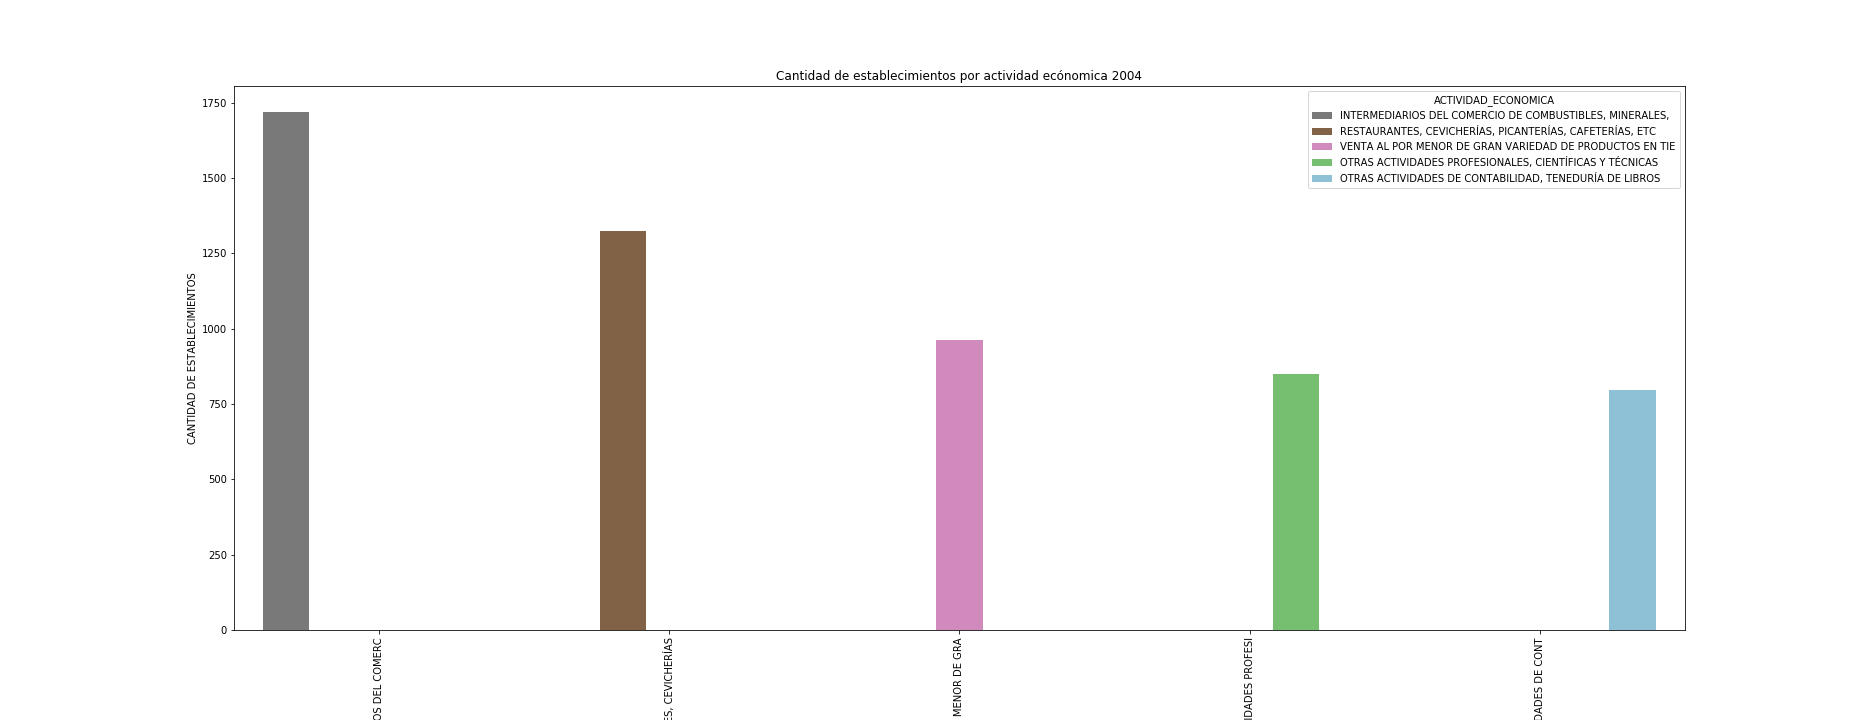 Cantidad de establecimientos por actividad ecónomica 2004
ACTIVIDAD_ECONOMICA
INTERMEDIARIOS DEL COMERCIO DE COMBUSTIBLES, MINERALES,
RESTAURANTES, CEVICHERÍAS, PICANTERÍAS, CAFETERÍAS, ETC
VENTA AL POR MENOR DE GRAN VARIEDAD DE PRODUCTOS EN TIE
OTRAS ACTIVIDADES PROFESIONALES, CIENTÍFICAS Y TÉCNICAS
OTRAS ACTIVIDADES DE CONTABILIDAD, TENEDURÍA DE LIBROS
CANTIDAD DE ESTABLECIMIENTOS
1750
1500
1250
1000
750
500
250
0
OS DEL COMERC
ES, CEVICHERÍAS
MENOR DE GRA
IDADES PROFESI
DADES DE CONT